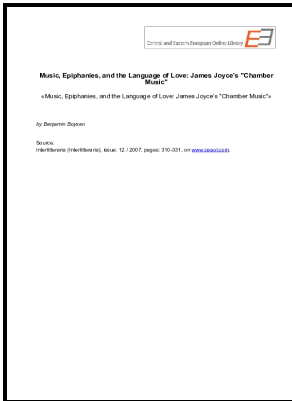 Central and Eastern European Online Library
Music, Epiphanies, and the Language of Love: James Joyce's "Chamber
Music"
«Music, Epiphanies, and the Language of Love: James Joyce's "Chamber Music"»
by Benjamin Boysen
Source:
Interlitteraria (Interlitteraria), issue: 12 / 2007, pages: 310-331, on www.ceeol.com.